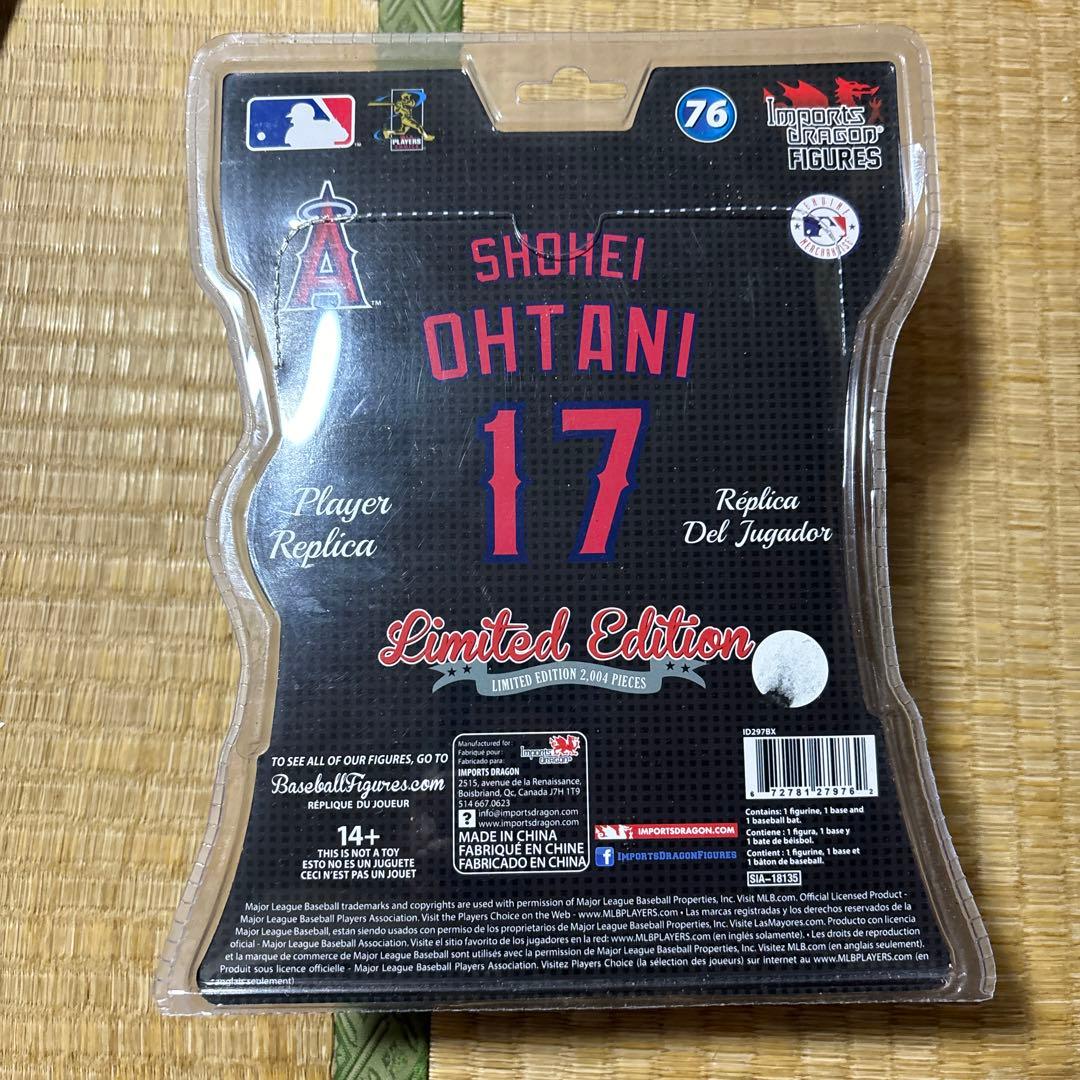 PLAYERS
76
Imports
DRAGON®
FIGURES
A
TM
GENUINE
MERCHANDISE
SHOHEI
OHTANI
17
Player
Replica
Réplica
Del Jugador
Limited Edition
LIMITED EDITION 2,004 PIECES
TO SEE ALL OF OUR FIGURES, GO TO
BaseballFigures.com
RÉPLIQUE DU JOUEUR
14+
THIS IS NOT A TOY
ESTO NO ES UN JUGUETE
CECI N'EST PAS UN JOUET
Manufactured for:
Fabriqué pour:
Fabricado para:
Imports
DRAGON
IMPORTS DRAGON
2515, avenue de la Renaissance,
Boisbriand, Qc, Canada J7H 1T9
514 667.0623
? info@importsdragon.com
www.importsdragon.com
MADE IN CHINA
FABRIQUÉ EN CHINE
FABRICADO EN CHINA
IMPORTSDRAGON.COM
f IMPORTSDRAGONFIGURES
ID297BX
6 72781 27976 2
Contains: 1 figurine, 1 base and
1 baseball bat.
Contiene : 1 figura, 1 base y
1 bate de béisbol.
Contient : 1 figurine, 1 base et
1 bâton de baseball.
SIA-18135
Major League Baseball trademarks and copyrights are used with permission of Major League Baseball Properties, Inc. Visit MLB.com. Official Licensed Product -
Major League Baseball Players Association. Visit the Players Choice on the Web - www.MLBPLAYERS.com • Las marcas registradas y los derechos reservados de la
Major League Baseball, estan siendo usados con permiso de los proprietarios de Major League Baseball Properties, Inc. Visite LasMayores.com. Producto con licencia
oficial - Major League Baseball Association. Visite el sitio favorito de los jugadores en la red: www.MLBPLAYERS.com (en inglés solamente). • Les droits de reproduction
et la marque de commerce de Major League Baseball sont utilisés avec la permission de Major League Baseball Properties, Inc. Visitez MLB.com (en anglais seulement).
Produit sous licence officielle - Major League Baseball Players Association. Visitez Players Choice (la sélection des joueurs) sur internet au www.MLBPLAYERS.com (en
anglais seulement)